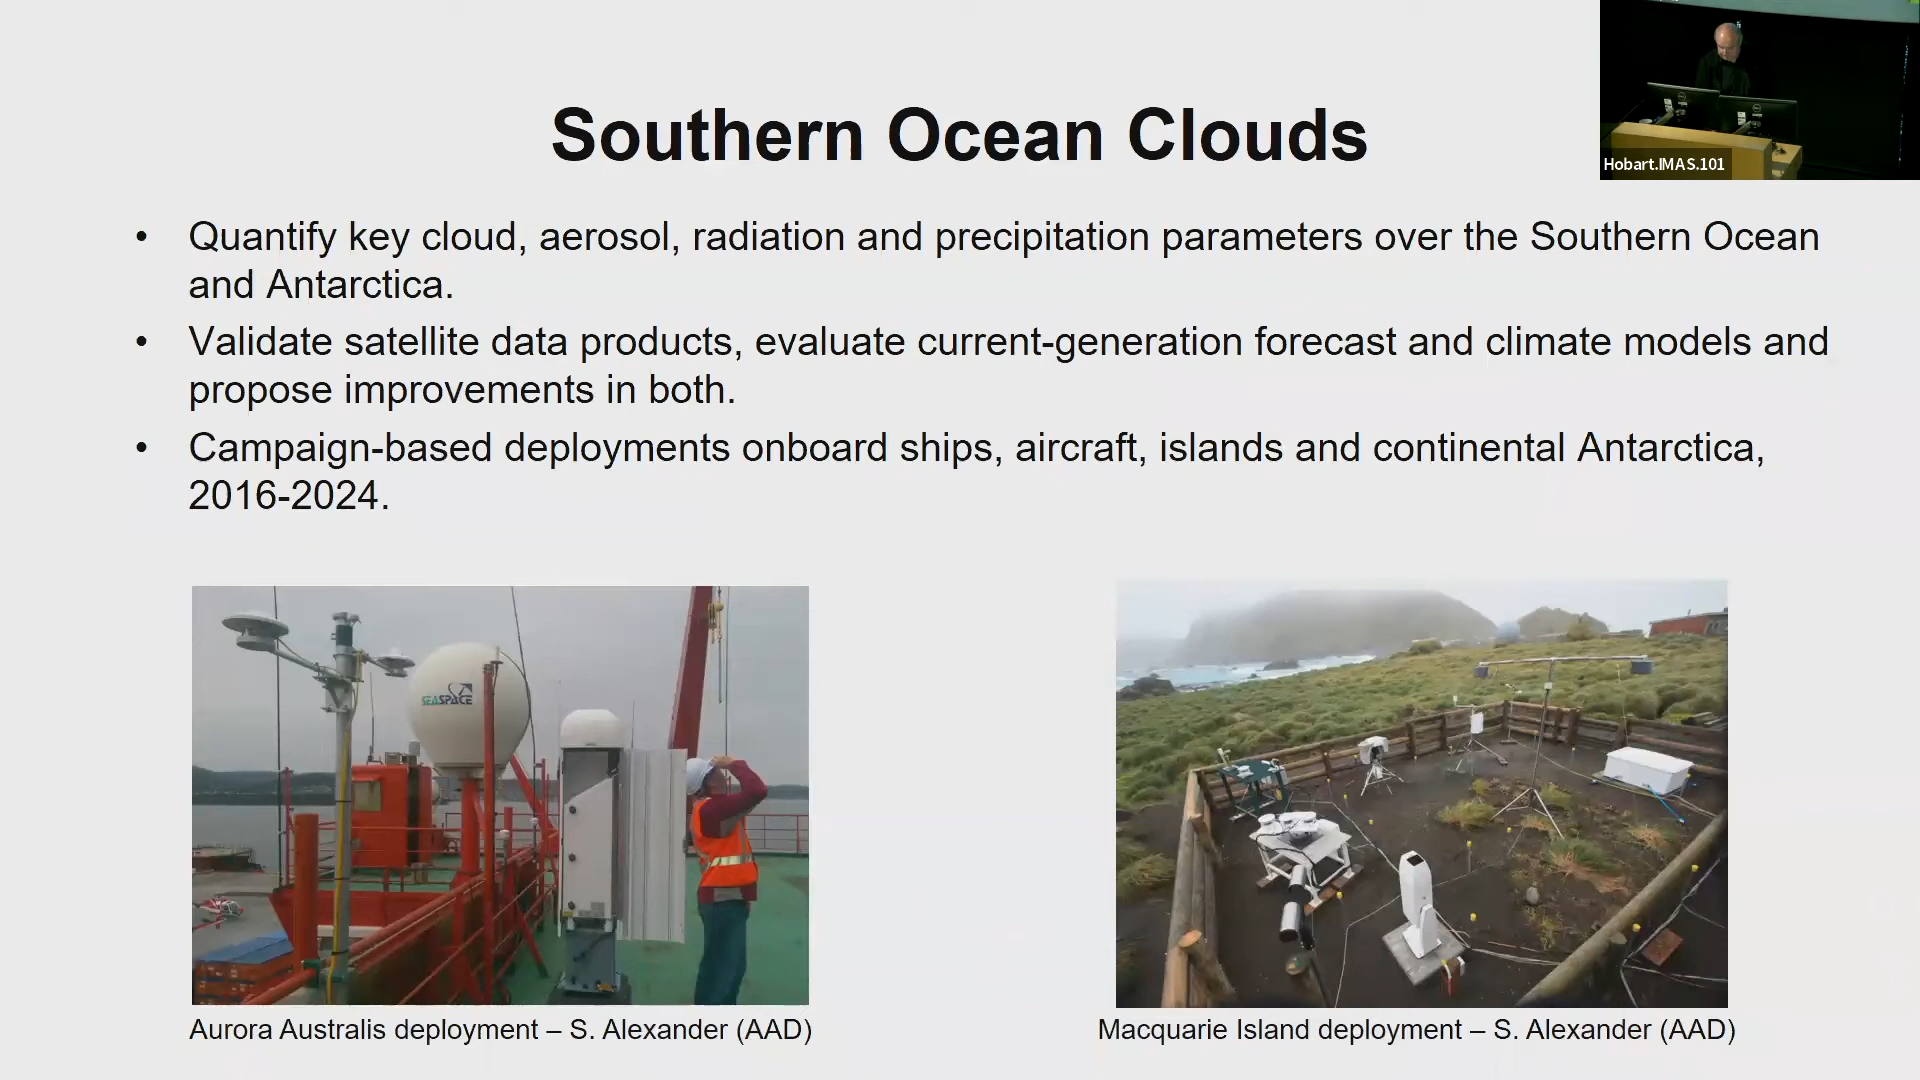 Southern Ocean Clouds
Hobart.IMAS.101
• Quantify key cloud, aerosol, radiation and precipitation parameters over the Southern Ocean
and Antarctica.
• Validate satellite data products, evaluate current-generation forecast and climate models and
propose improvements in both.
• Campaign-based deployments onboard ships, aircraft, islands and continental Antarctica,
2016-2024.
SEASPACE
Aurora Australis deployment – S. Alexander (AAD)
Macquarie Island deployment – S. Alexander (AAD)